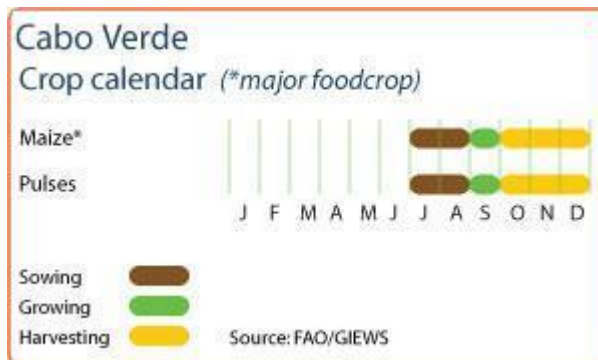 Cabo Verde
Crop calendar (*major foodcrop)
Maize*
Pulses
J F M A M J J A S O N D
Sowing
Growing
Harvesting Source: FAO/GIEWS